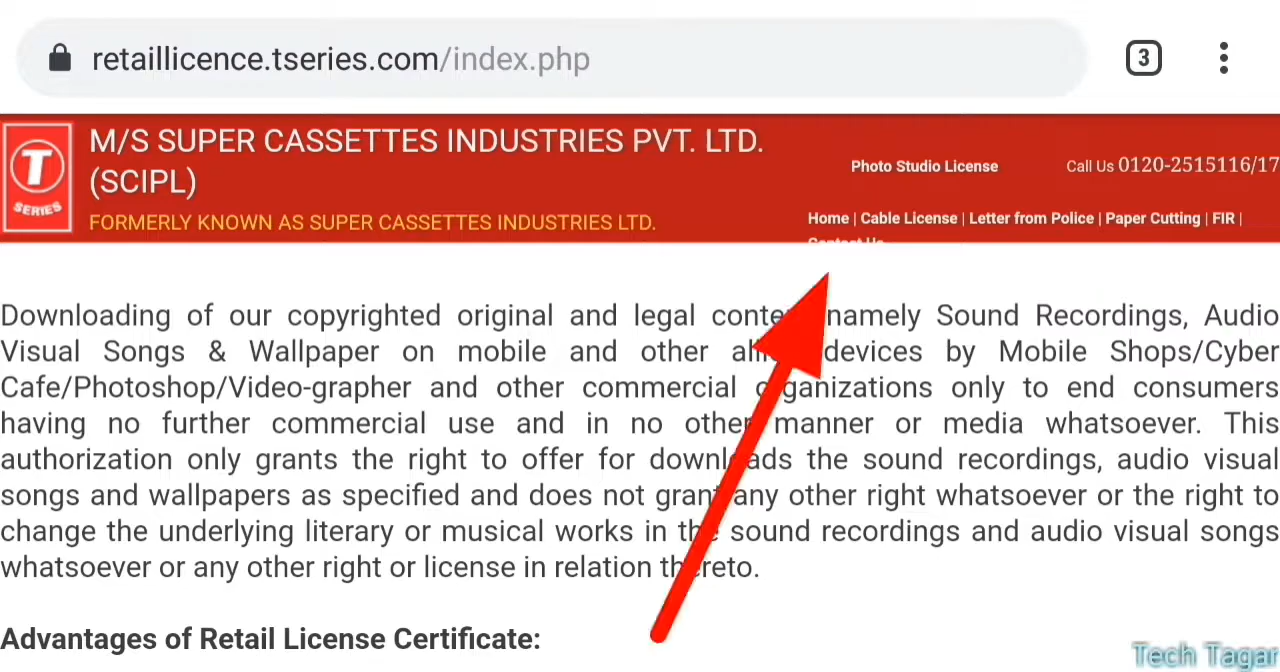 retaillicence.tseries.com/index.php
3
T
SERIES
M/S SUPER CASSETTES INDUSTRIES PVT. LTD.
(SCIPL)
FORMERLY KNOWN AS SUPER CASSETTES INDUSTRIES LTD.
Photo Studio License
Call Us 0120-2515116/17
Home | Cable License | Letter from Police | Paper Cutting | FIR |
Contact Us
Downloading of our copyrighted original and legal namely Sound Recordings, Audio
Visual Songs & Wallpaper on mobile and other devices by Mobile Shops/Cyber
Cafe/Photoshop/Video-grapher and other commercial organizations only to end consumers
having no further commercial use and in no other manner or media whatsoever. This
authorization only grants the right to offer for downloads the sound recordings, audio visual
songs and wallpapers as specified and does not grant any other right whatsoever or the right to
change the underlying literary or musical works in the sound recordings and audio visual songs
whatsoever or any other right or license in relation thereto.
Advantages of Retail License Certificate:
Tech Tagar